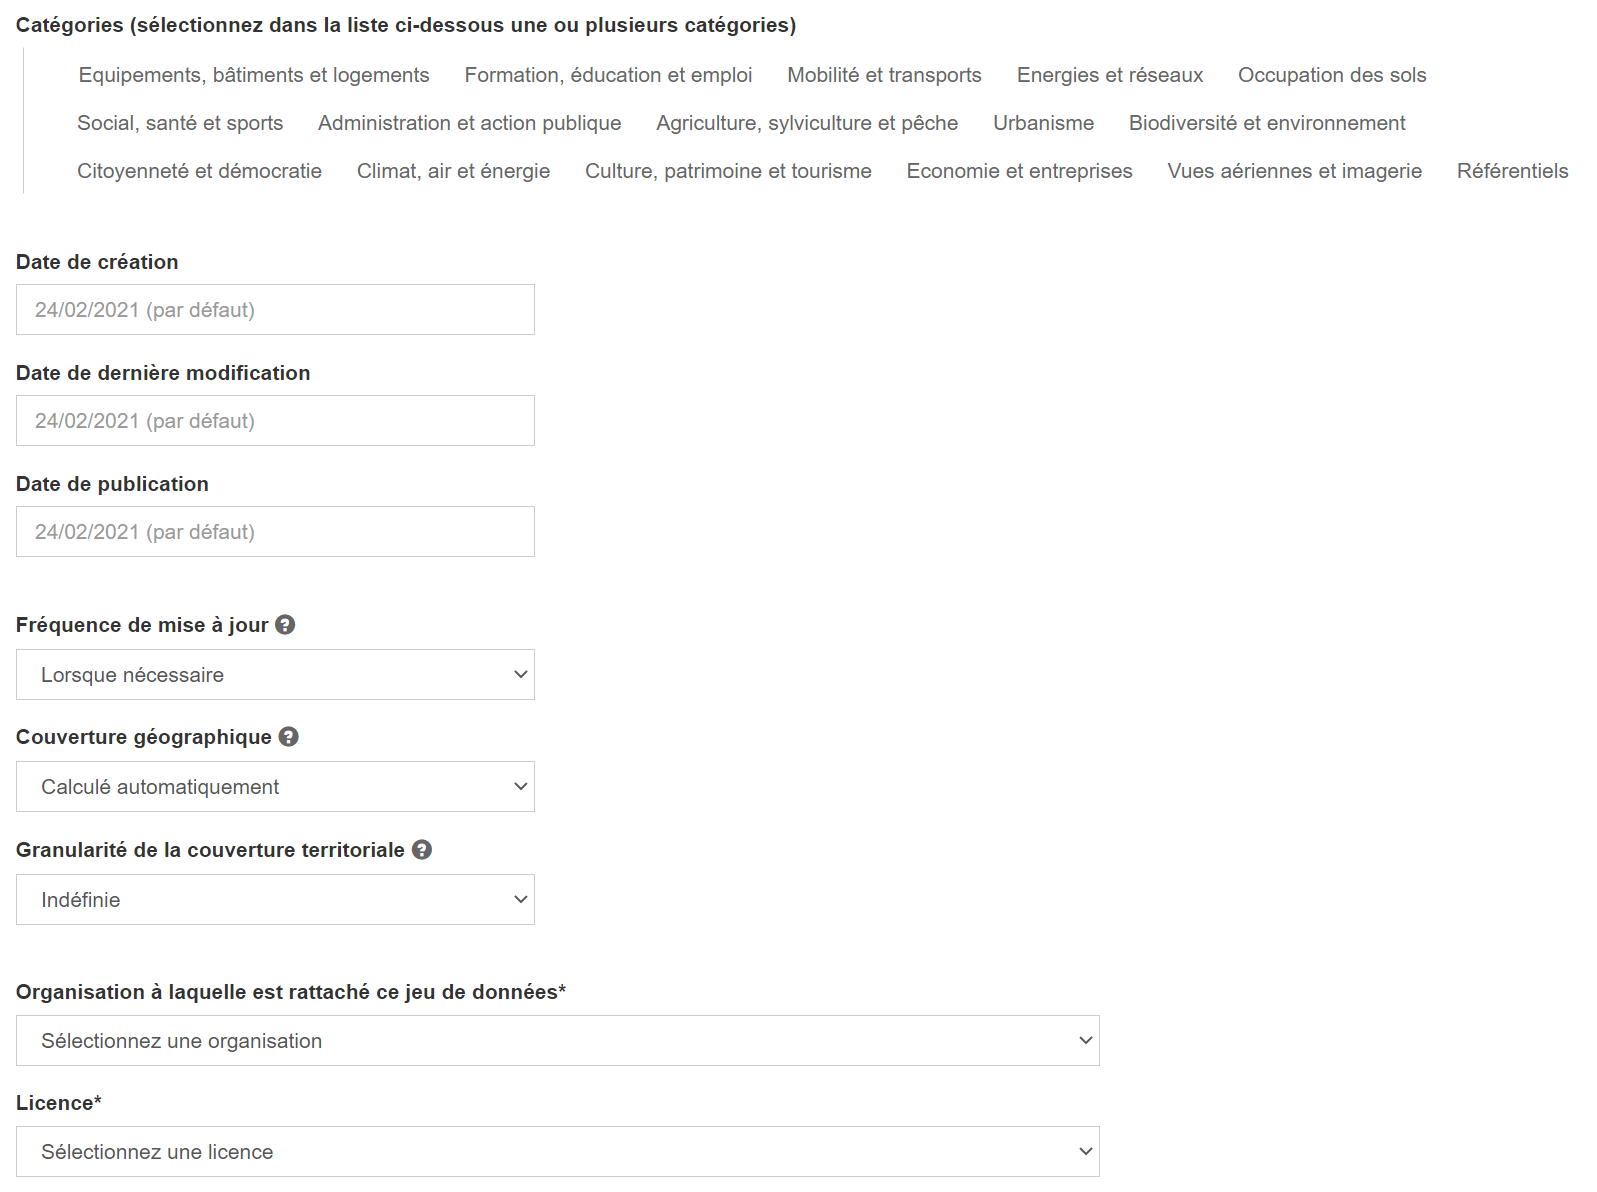 Catégories (sélectionnez dans la liste ci-dessous une ou plusieurs catégories)
Equipements, bâtiments et logements Formation, éducation et emploi Mobilité et transports Energies et réseaux Occupation des sols
Social, santé et sports Administration et action publique Agriculture, sylviculture et pêche Urbanisme Biodiversité et environnement
Citoyenneté et démocratie Climat, air et énergie Culture, patrimoine et tourisme Economie et entreprises Vues aériennes et imagerie Référentiels
Date de création
24/02/2021 (par défaut)
Date de dernière modification
24/02/2021 (par défaut)
Date de publication
24/02/2021 (par défaut)
Fréquence de mise à jour ?
Lorsque nécessaire
Couverture géographique ?
Calculé automatiquement
Granularité de la couverture territoriale ?
Indéfinie
Organisation à laquelle est rattaché ce jeu de données*
Sélectionnez une organisation
Licence*
Sélectionnez une licence